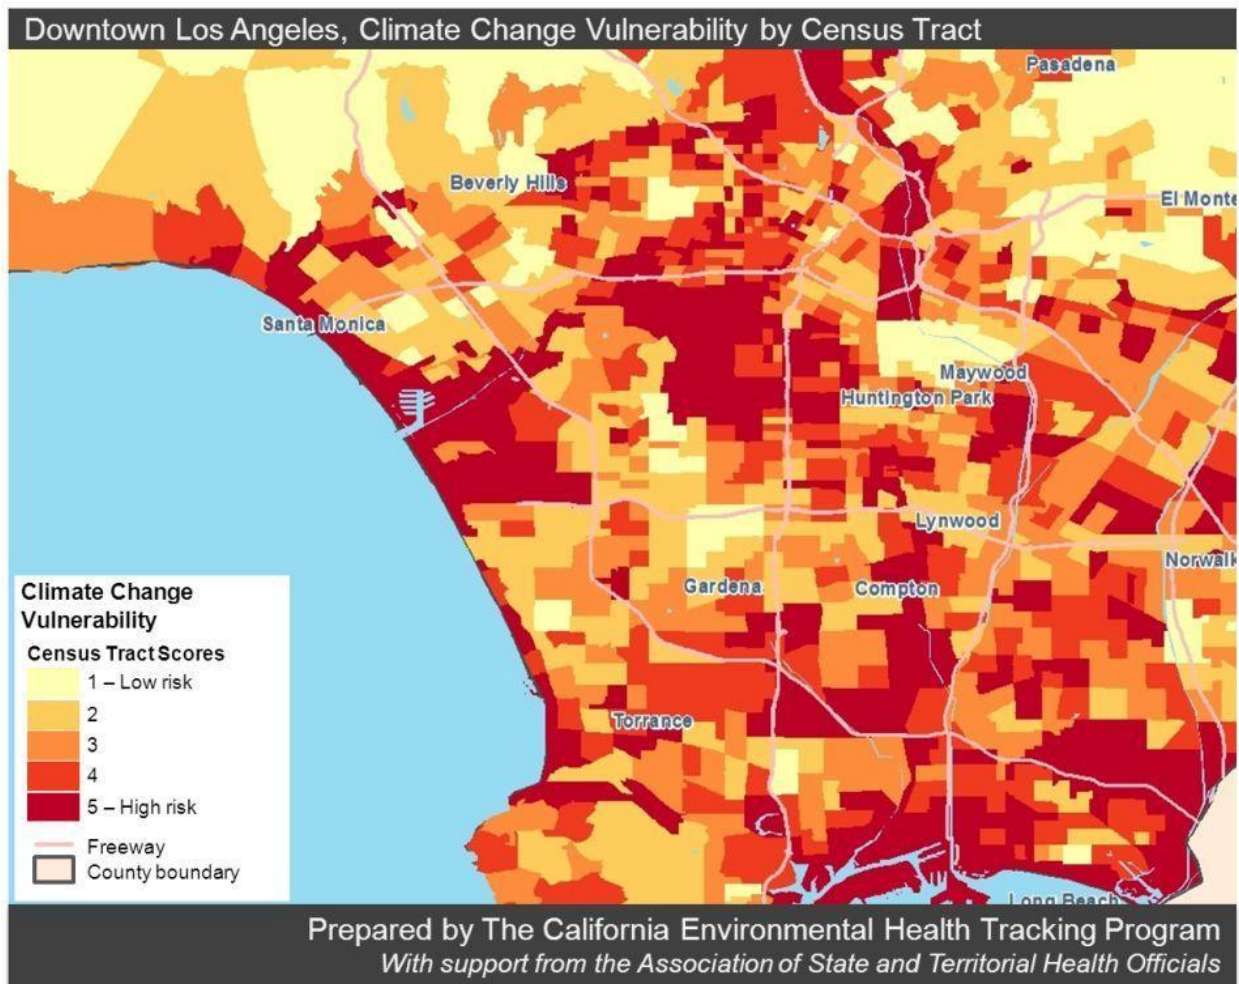 Downtown Los Angeles, Climate Change Vulnerability by Census Tract
Pasadena
Beverly Hills
El Monte
Santa Monica
Maywood
Huntington Park
Lynwood
Norwalk
Gardena
Compton
Torrance
Long Beach
Climate Change
Vulnerability
Census Tract Scores
1 – Low risk
2
3
4
5 – High risk
Freeway
County boundary
Prepared by The California Environmental Health Tracking Program
With support from the Association of State and Territorial Health Officials